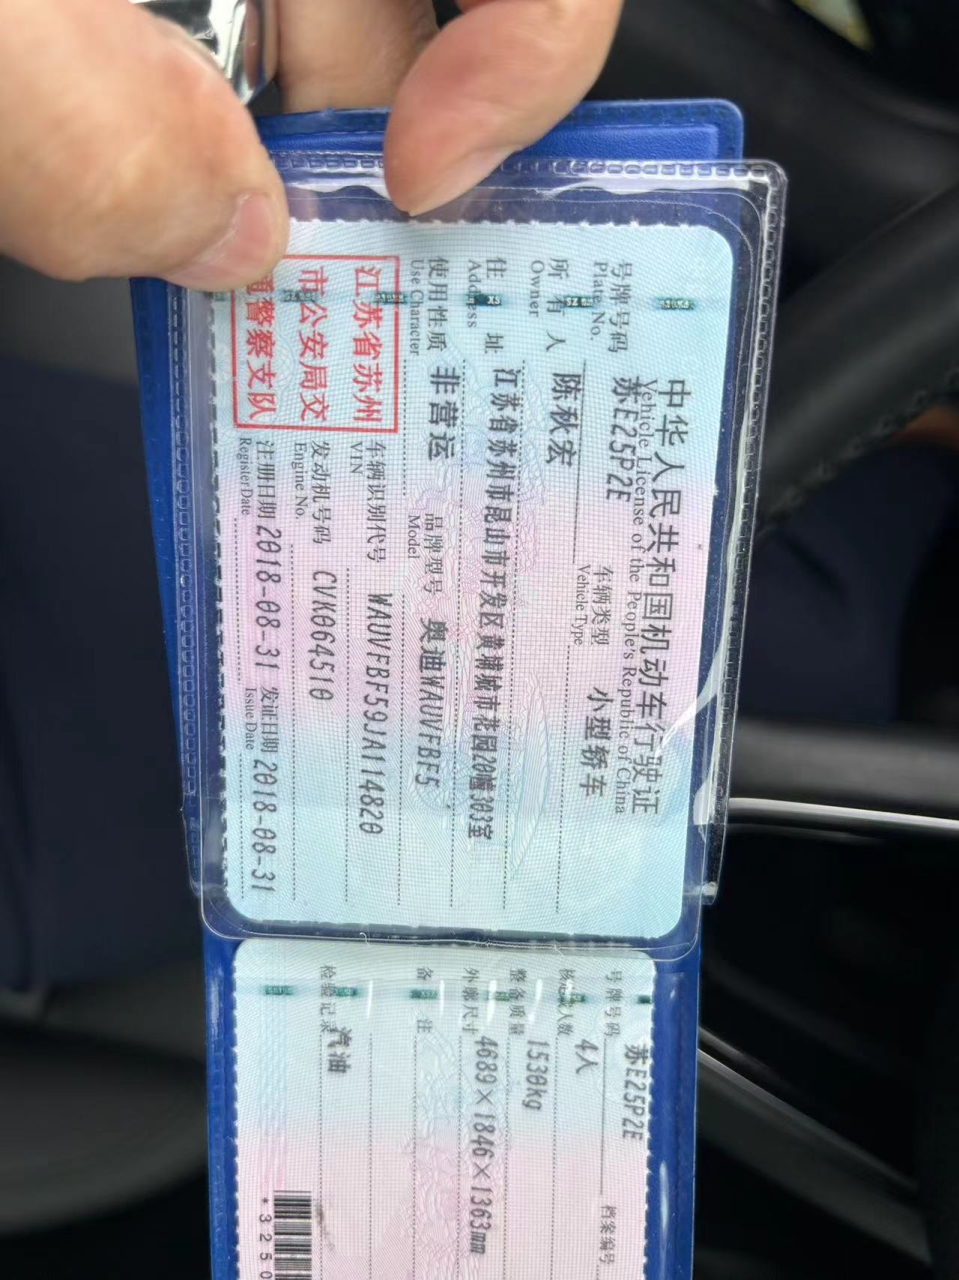 中华人民共和国机动车行驶证
Vehicle License of the People's Republic of China
号牌号码 苏E25P2E 车辆类型 小型轿车
Plate No. Vehicle Type
所有人 陈秋宏
Owner
住址 江苏省苏州市昆山市开发区黄浦城市花园20幢303室
Address
使用性质 非营运 品牌型号 奥迪WAUVFBF5
Use Character Model
江苏省苏州
市公安局交
通警察支队
车辆识别代号 WAUVFBF59JA114820
VIN
发动机号码 CVK064510
Engine No.
注册日期 2018-08-31 发证日期 2018-08-31
Register Date Issue Date
号牌号码 苏E25P2E 档案编号
核定载人数 4人
整备质量 1530kg
外廓尺寸 4689×1846×1363mm
备注
检验记录 汽油
*3250